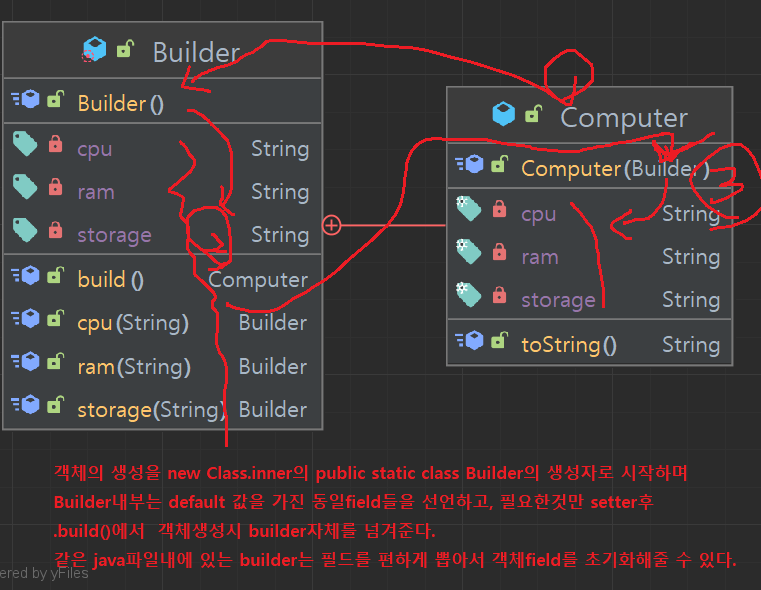 Builder
Builder ()
cpu String
ram String
storage String
build () Computer
cpu(String) Builder
ram(String) Builder
storage(String) Builder
Computer
Computer(Builder)
cpu String
ram String
storage String
toString() String
객체의 생성을 new Class.inner의 public static class Builder의 생성자로 시작하며
Builder내부는 default 값을 가진 동일field들을 선언하고, 필요한것만 setter후
.build()에서 객체생성시 builder자체를 넘겨준다.
같은 java파일내에 있는 builder는 필드를 편하게 뽑아서 객체field를 초기화해줄 수 있다.
ered by yFiles